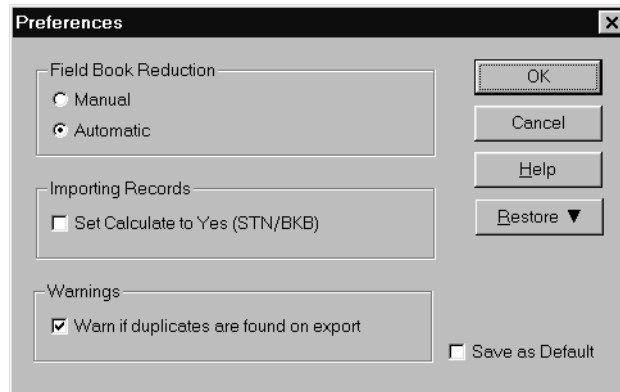 Preferences
Field Book Reduction
Manual
Automatic
Importing Records
Set Calculate to Yes (STN/BKB)
Warnings
Warn if duplicates are found on export
OK
Cancel
Help
Restore ▼
Save as Default